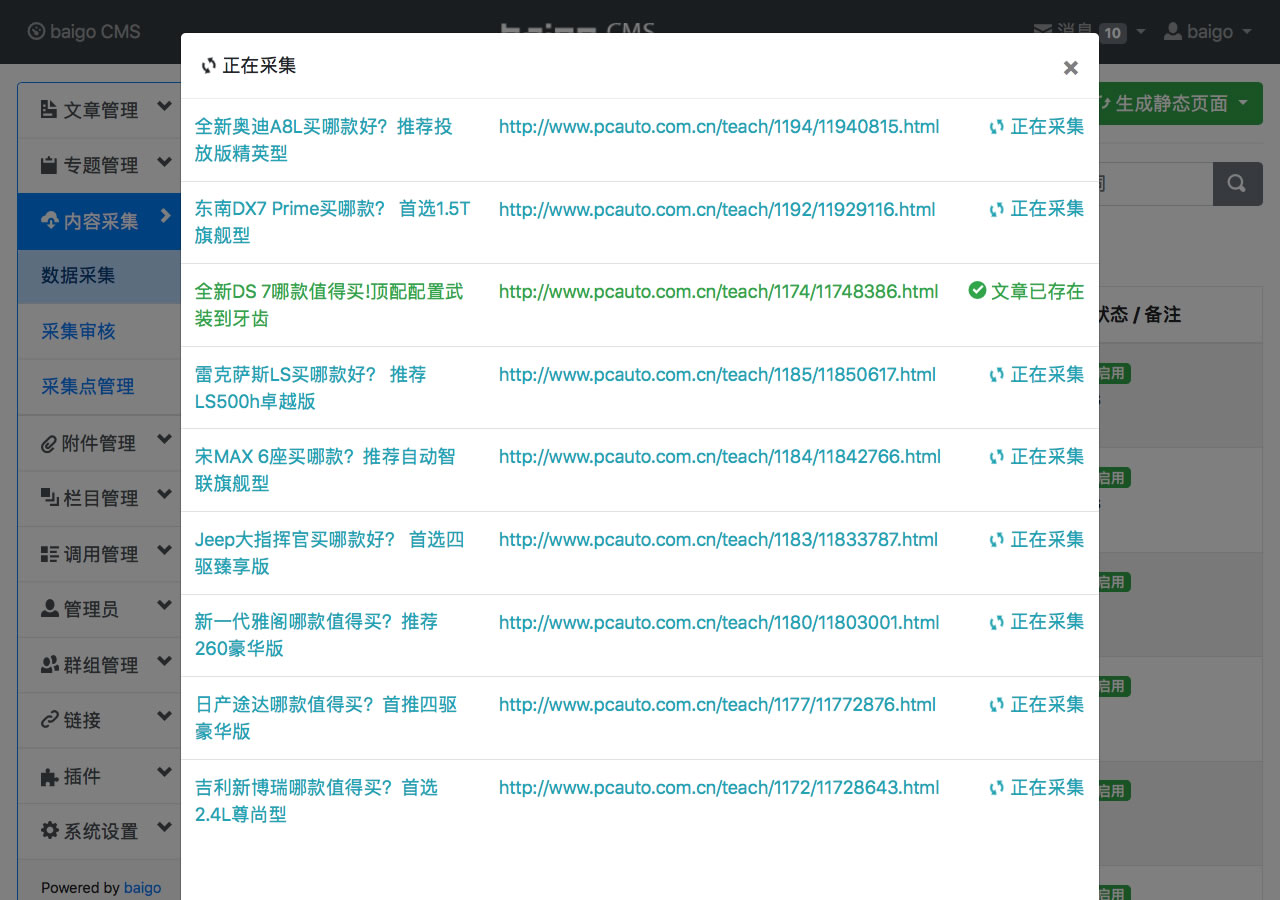 baigo CMS
CMS
消息 10
baigo
正在采集
×
生成静态页面
文章管理
专题管理
内容采集
数据采集
采集审核
采集点管理
附件管理
栏目管理
调用管理
管理员
群组管理
链接
插件
系统设置
Powered by baigo
全新奥迪A8L买哪款好？推荐投
放版精英型
http://www.pcauto.com.cn/teach/1194/11940815.html
正在采集
东南DX7 Prime买哪款？ 首选1.5T
旗舰型
http://www.pcauto.com.cn/teach/1192/11929116.html
正在采集
全新DS 7哪款值得买!顶配配置武
装到牙齿
http://www.pcauto.com.cn/teach/1174/11748386.html
文章已存在
雷克萨斯LS买哪款好？ 推荐
LS500h卓越版
http://www.pcauto.com.cn/teach/1185/11850617.html
正在采集
宋MAX 6座买哪款？推荐自动智
联旗舰型
http://www.pcauto.com.cn/teach/1184/11842766.html
正在采集
Jeep大指挥官买哪款好？ 首选四
驱臻享版
http://www.pcauto.com.cn/teach/1183/11833787.html
正在采集
新一代雅阁哪款值得买？推荐
260豪华版
http://www.pcauto.com.cn/teach/1180/11803001.html
正在采集
日产途达哪款值得买？首推四驱
豪华版
http://www.pcauto.com.cn/teach/1177/11772876.html
正在采集
吉利新博瑞哪款值得买？首选
2.4L尊尚型
http://www.pcauto.com.cn/teach/1172/11728643.html
正在采集
状态 / 备注
启用
启用
启用
启用
启用
启用